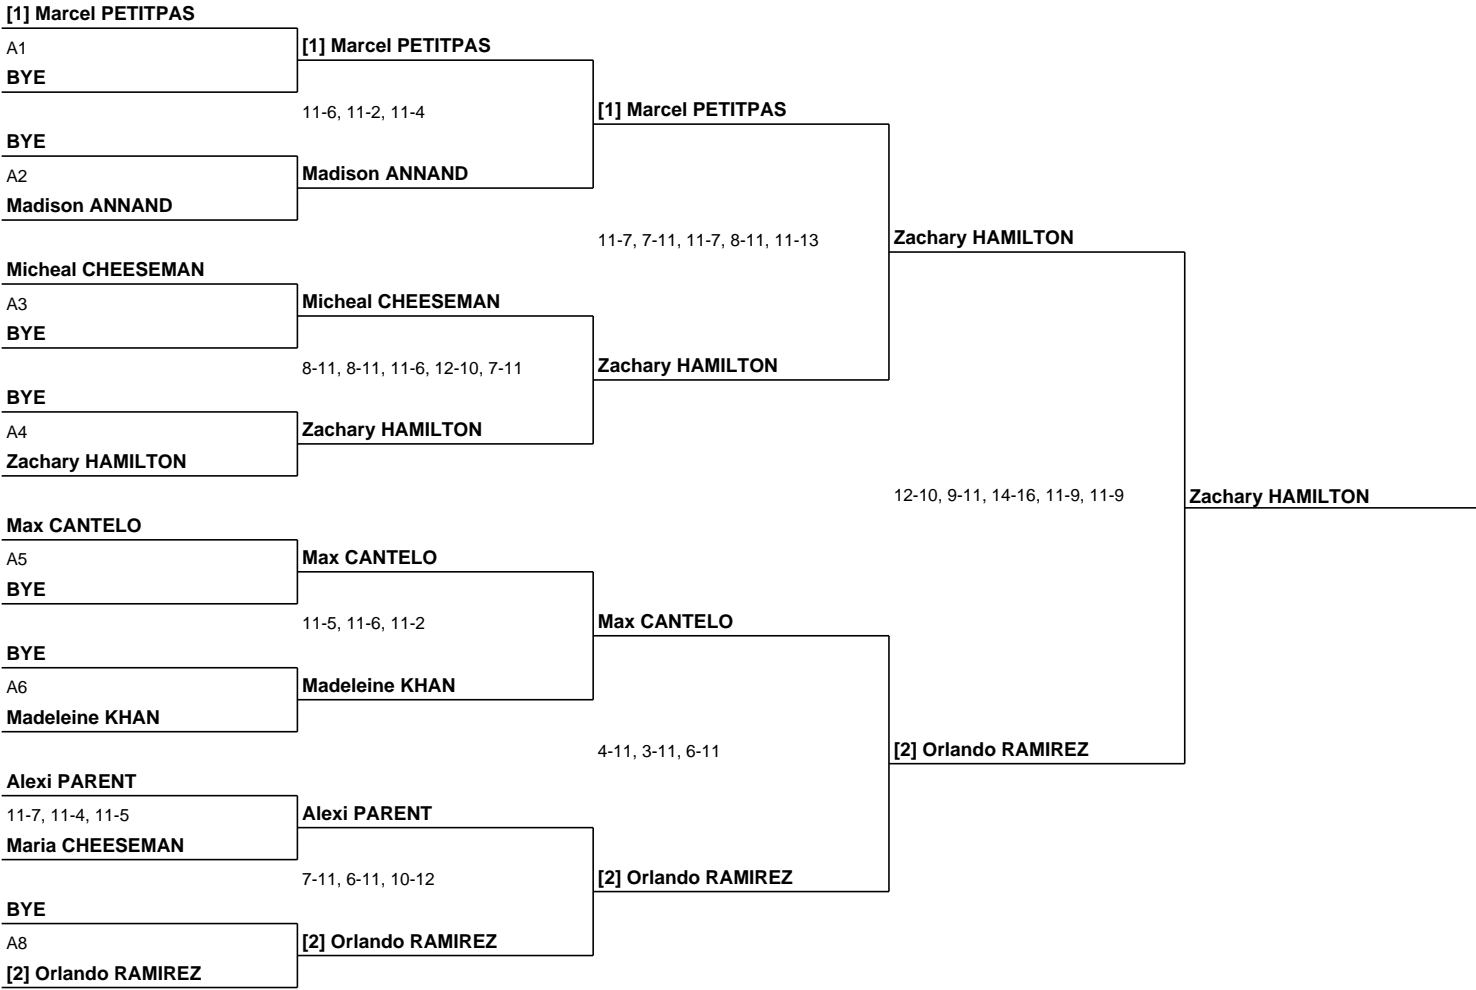 [1] Marcel PETITPAS
A1
BYE
[1] Marcel PETITPAS
11-6, 11-2, 11-4
BYE
A2
Madison ANNAND
Madison ANNAND
[1] Marcel PETITPAS
11-7, 7-11, 11-7, 8-11, 11-13
Micheal CHEESEMAN
A3
BYE
Micheal CHEESEMAN
8-11, 8-11, 11-6, 12-10, 7-11
BYE
A4
Zachary HAMILTON
Zachary HAMILTON
Zachary HAMILTON
Zachary HAMILTON
12-10, 9-11, 14-16, 11-9, 11-9
Zachary HAMILTON
Max CANTELO
A5
BYE
Max CANTELO
11-5, 11-6, 11-2
BYE
A6
Madeleine KHAN
Madeleine KHAN
Max CANTELO
4-11, 3-11, 6-11
[2] Orlando RAMIREZ
Alexi PARENT
11-7, 11-4, 11-5
Maria CHEESEMAN
Alexi PARENT
7-11, 6-11, 10-12
BYE
A8
[2] Orlando RAMIREZ
[2] Orlando RAMIREZ
[2] Orlando RAMIREZ